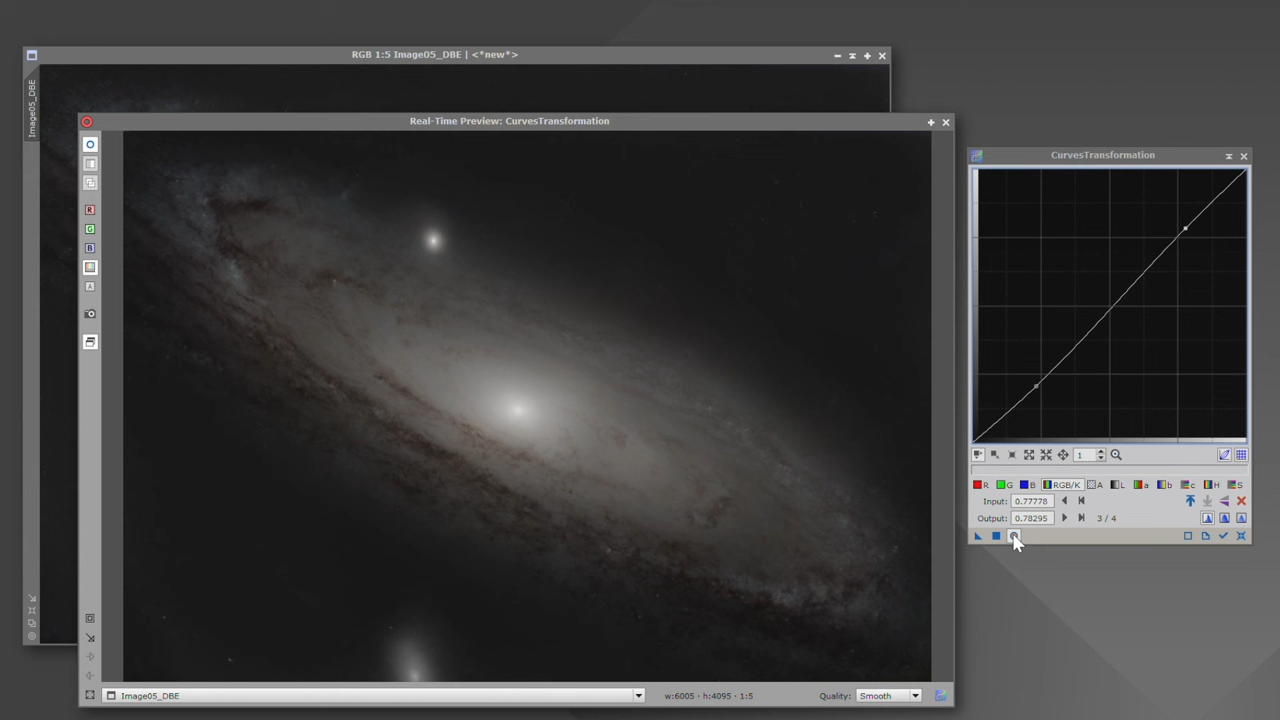 RGB 1:5 Image05_DBE | <*new*>
Image05_DBE
Real-Time Preview: CurvesTransformation
R
G
B
A
Image05_DBE
w:6005 · h:4095 · 1:5
Quality: Smooth
CurvesTransformation
1
R G B RGB/K A L a b c H S
Input: 0.77778
Output: 0.78295 3 / 4